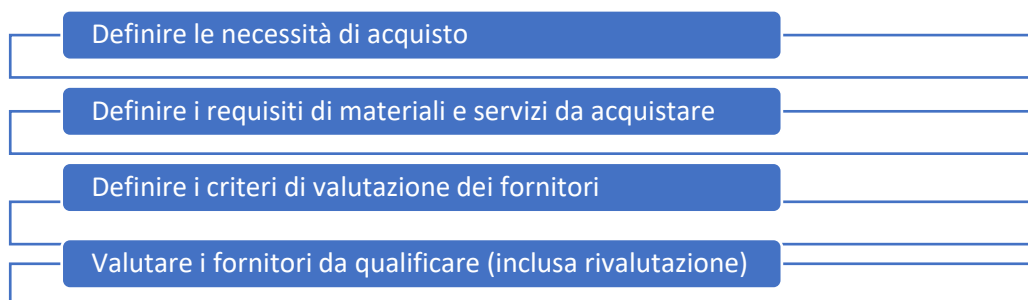 Definire le necessità di acquisto
Definire i requisiti di materiali e servizi da acquistare
Definire i criteri di valutazione dei fornitori
Valutare i fornitori da qualificare (inclusa rivalutazione)